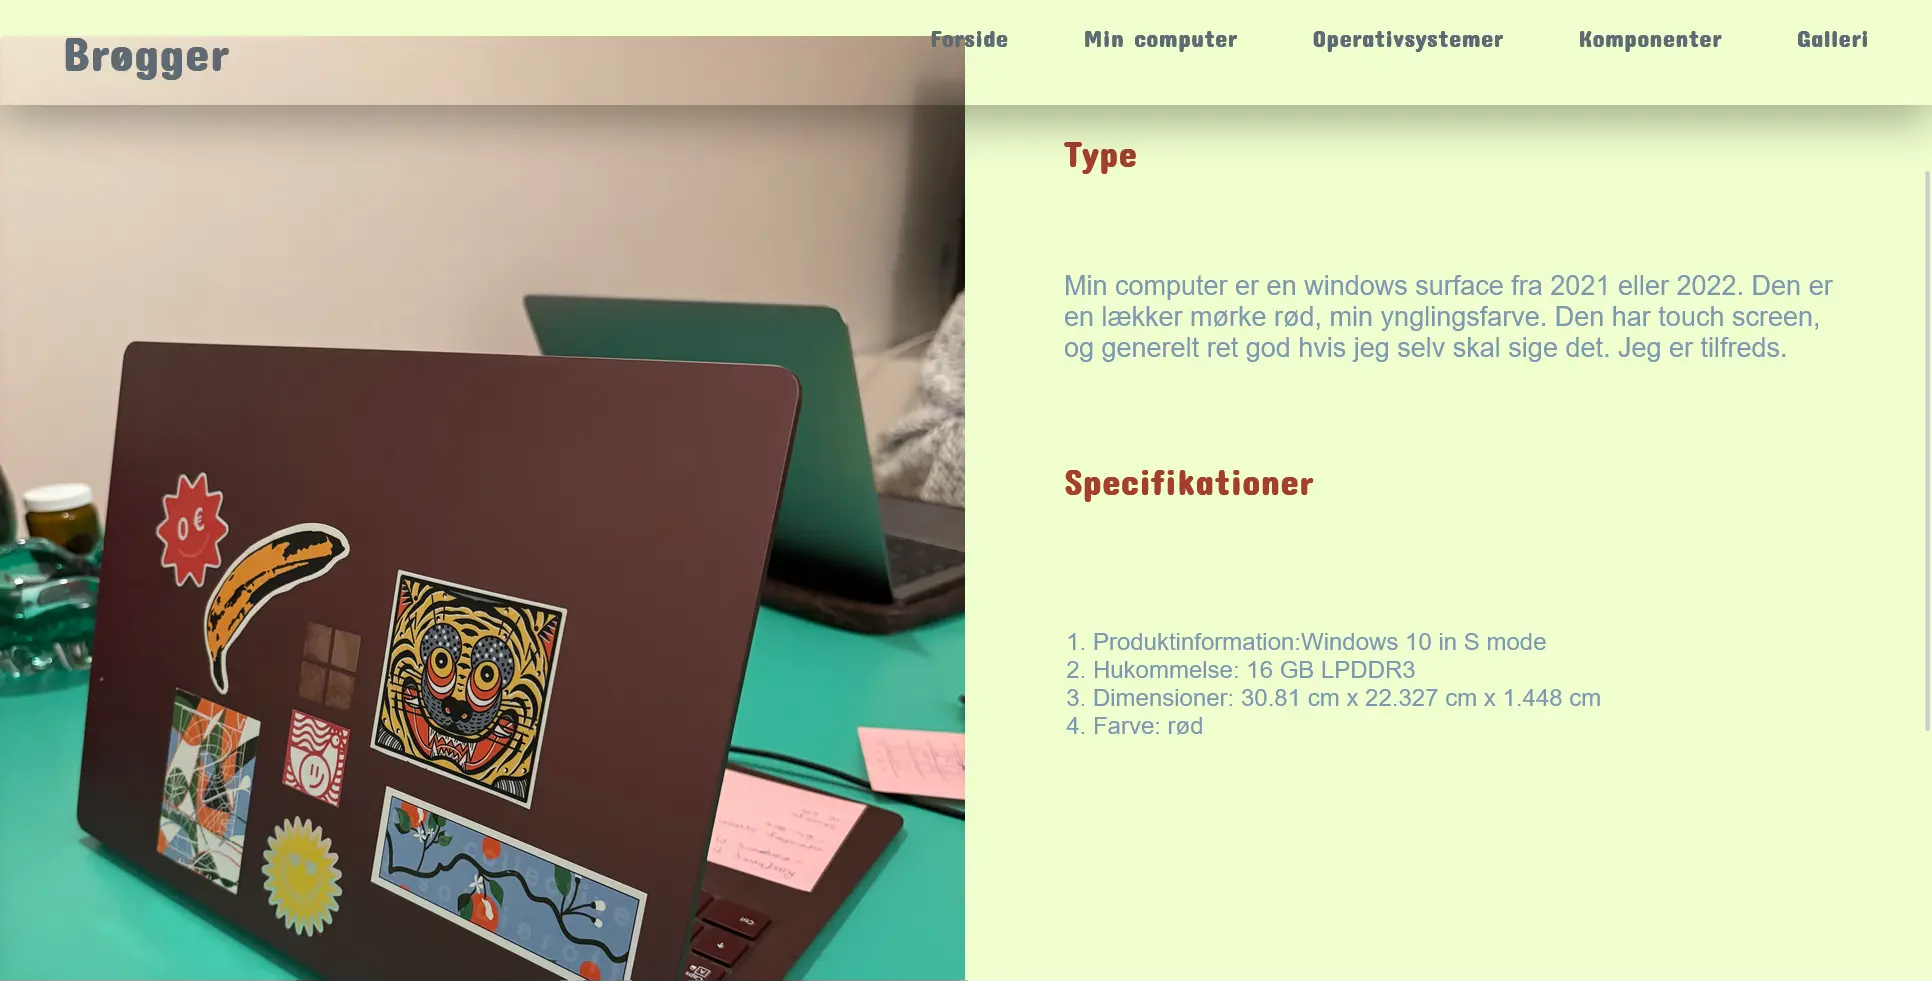 Brøgger
Forside
Min computer
Operativsystemer
Komponenter
Galleri
Type
Min computer er en windows surface fra 2021 eller 2022. Den er
en lækker mørke rød, min ynglingsfarve. Den har touch screen,
og generelt ret god hvis jeg selv skal sige det. Jeg er tilfreds.
Specifikationer
1. Produktinformation:Windows 10 in S mode
2. Hukommelse: 16 GB LPDDR3
3. Dimensioner: 30.81 cm x 22.327 cm x 1.448 cm
4. Farve: rød
0€
Ctrl